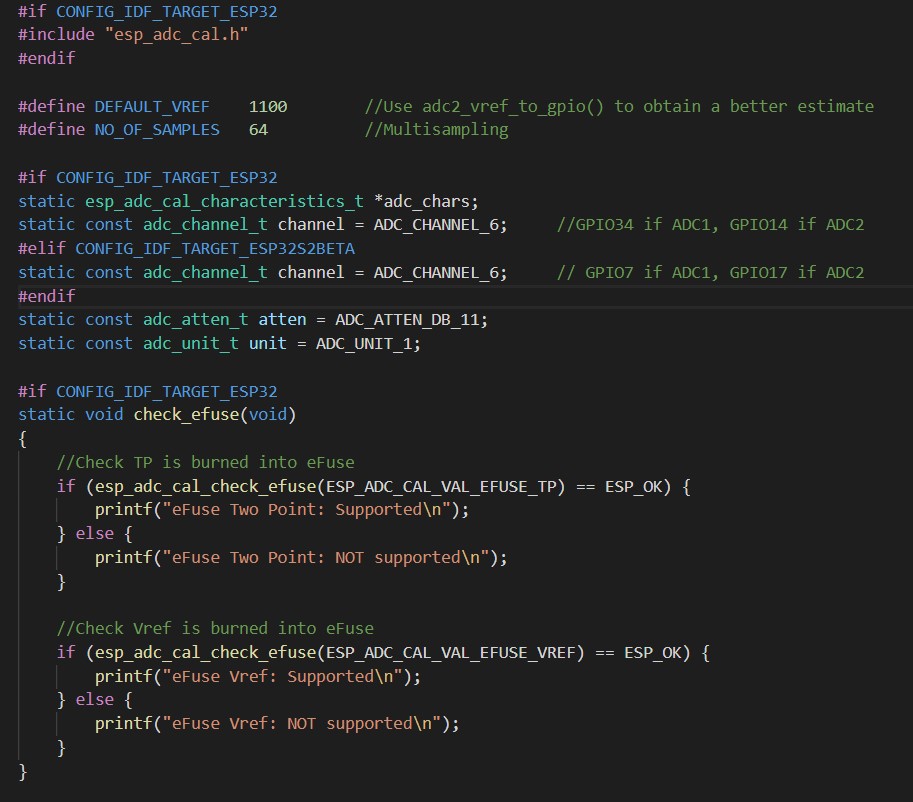 #if CONFIG_IDF_TARGET_ESP32
#include "esp_adc_cal.h"
#endif

#define DEFAULT_VREF    1100        //Use adc2_vref_to_gpio() to obtain a better estimate
#define NO_OF_SAMPLES   64          //Multisampling

#if CONFIG_IDF_TARGET_ESP32
static esp_adc_cal_characteristics_t *adc_chars;
static const adc_channel_t channel = ADC_CHANNEL_6;     //GPIO34 if ADC1, GPIO14 if ADC2
#elif CONFIG_IDF_TARGET_ESP32S2BETA
static const adc_channel_t channel = ADC_CHANNEL_6;     // GPIO7 if ADC1, GPIO17 if ADC2
#endif
static const adc_atten_t atten = ADC_ATTEN_DB_11;
static const adc_unit_t unit = ADC_UNIT_1;

#if CONFIG_IDF_TARGET_ESP32
static void check_efuse(void)
{
    //Check TP is burned into eFuse
    if (esp_adc_cal_check_efuse(ESP_ADC_CAL_VAL_EFUSE_TP) == ESP_OK) {
        printf("eFuse Two Point: Supported\n");
    } else {
        printf("eFuse Two Point: NOT supported\n");
    }

    //Check Vref is burned into eFuse
    if (esp_adc_cal_check_efuse(ESP_ADC_CAL_VAL_EFUSE_VREF) == ESP_OK) {
        printf("eFuse Vref: Supported\n");
    } else {
        printf("eFuse Vref: NOT supported\n");
    }
}